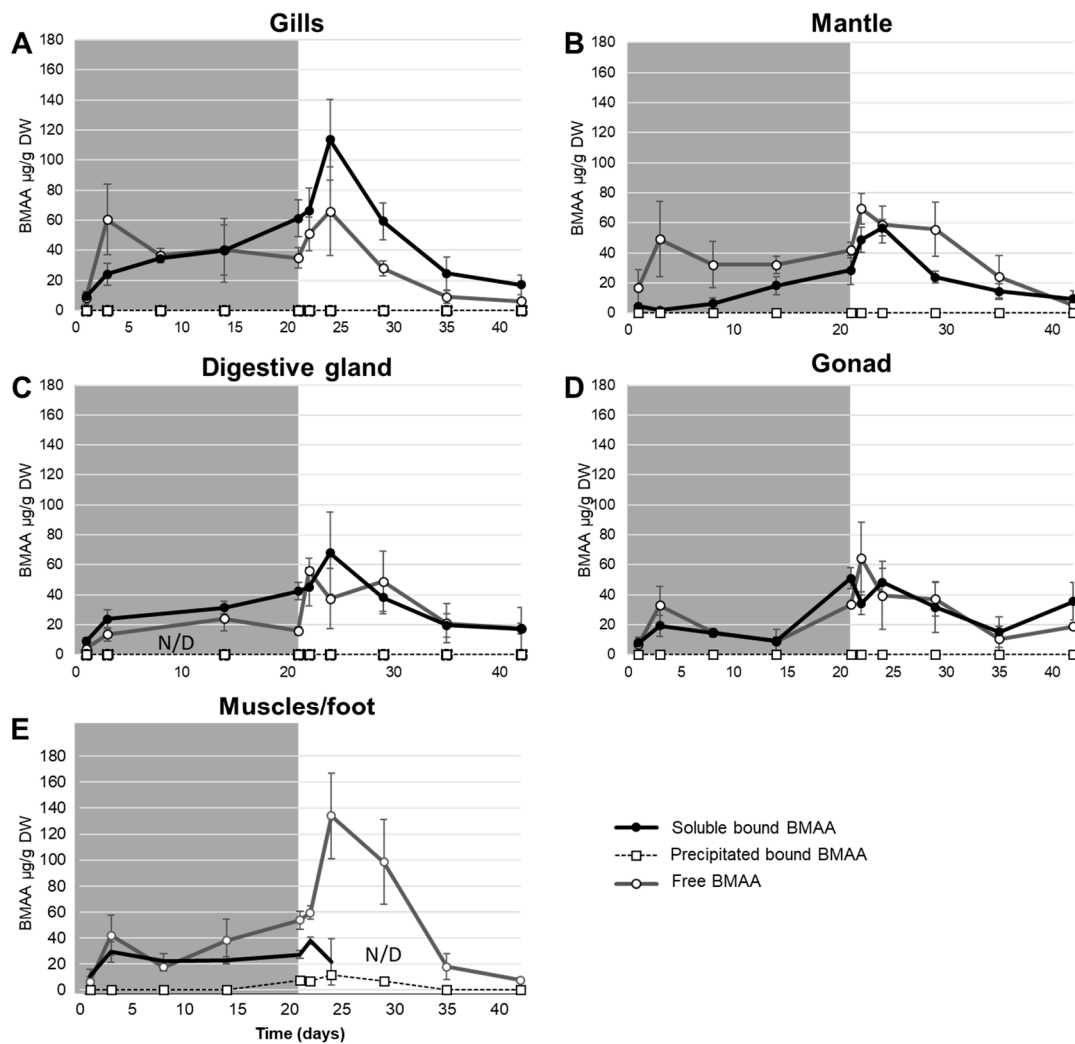 Gills
A
180
160
140
120
100
80
60
40
20
0
BMAA µg/g DW
0 5 10 15 20 25 30 35 40
Mantle
B
180
160
140
120
100
80
60
40
20
0
BMAA µg/g DW
0 10 20 30 40
Digestive gland
C
180
160
140
120
100
80
60
40
20
0
BMAA µg/g DW
N/D
0 10 20 30 40
Gonad
D
180
160
140
120
100
80
60
40
20
0
BMAA µg/g DW
0 5 10 15 20 25 30 35 40
Muscles/foot
E
180
160
140
120
100
80
60
40
20
0
BMAA µg/g DW
N/D
0 5 10 15 20 25 30 35 40
Time (days)
Soluble bound BMAA
Precipitated bound BMAA
Free BMAA